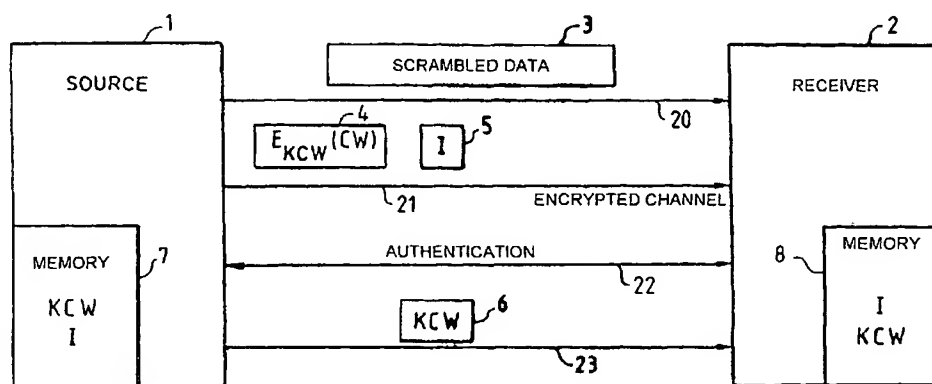 1
3
2
SOURCE
SCRAMBLED DATA
RECEIVER
20
4
E_KCW(CW)
5
I
21
ENCRYPTED CHANNEL
MEMORY
7
KCW
I
AUTHENTICATION
22
8
MEMORY
I
KCW
KCW
6
23